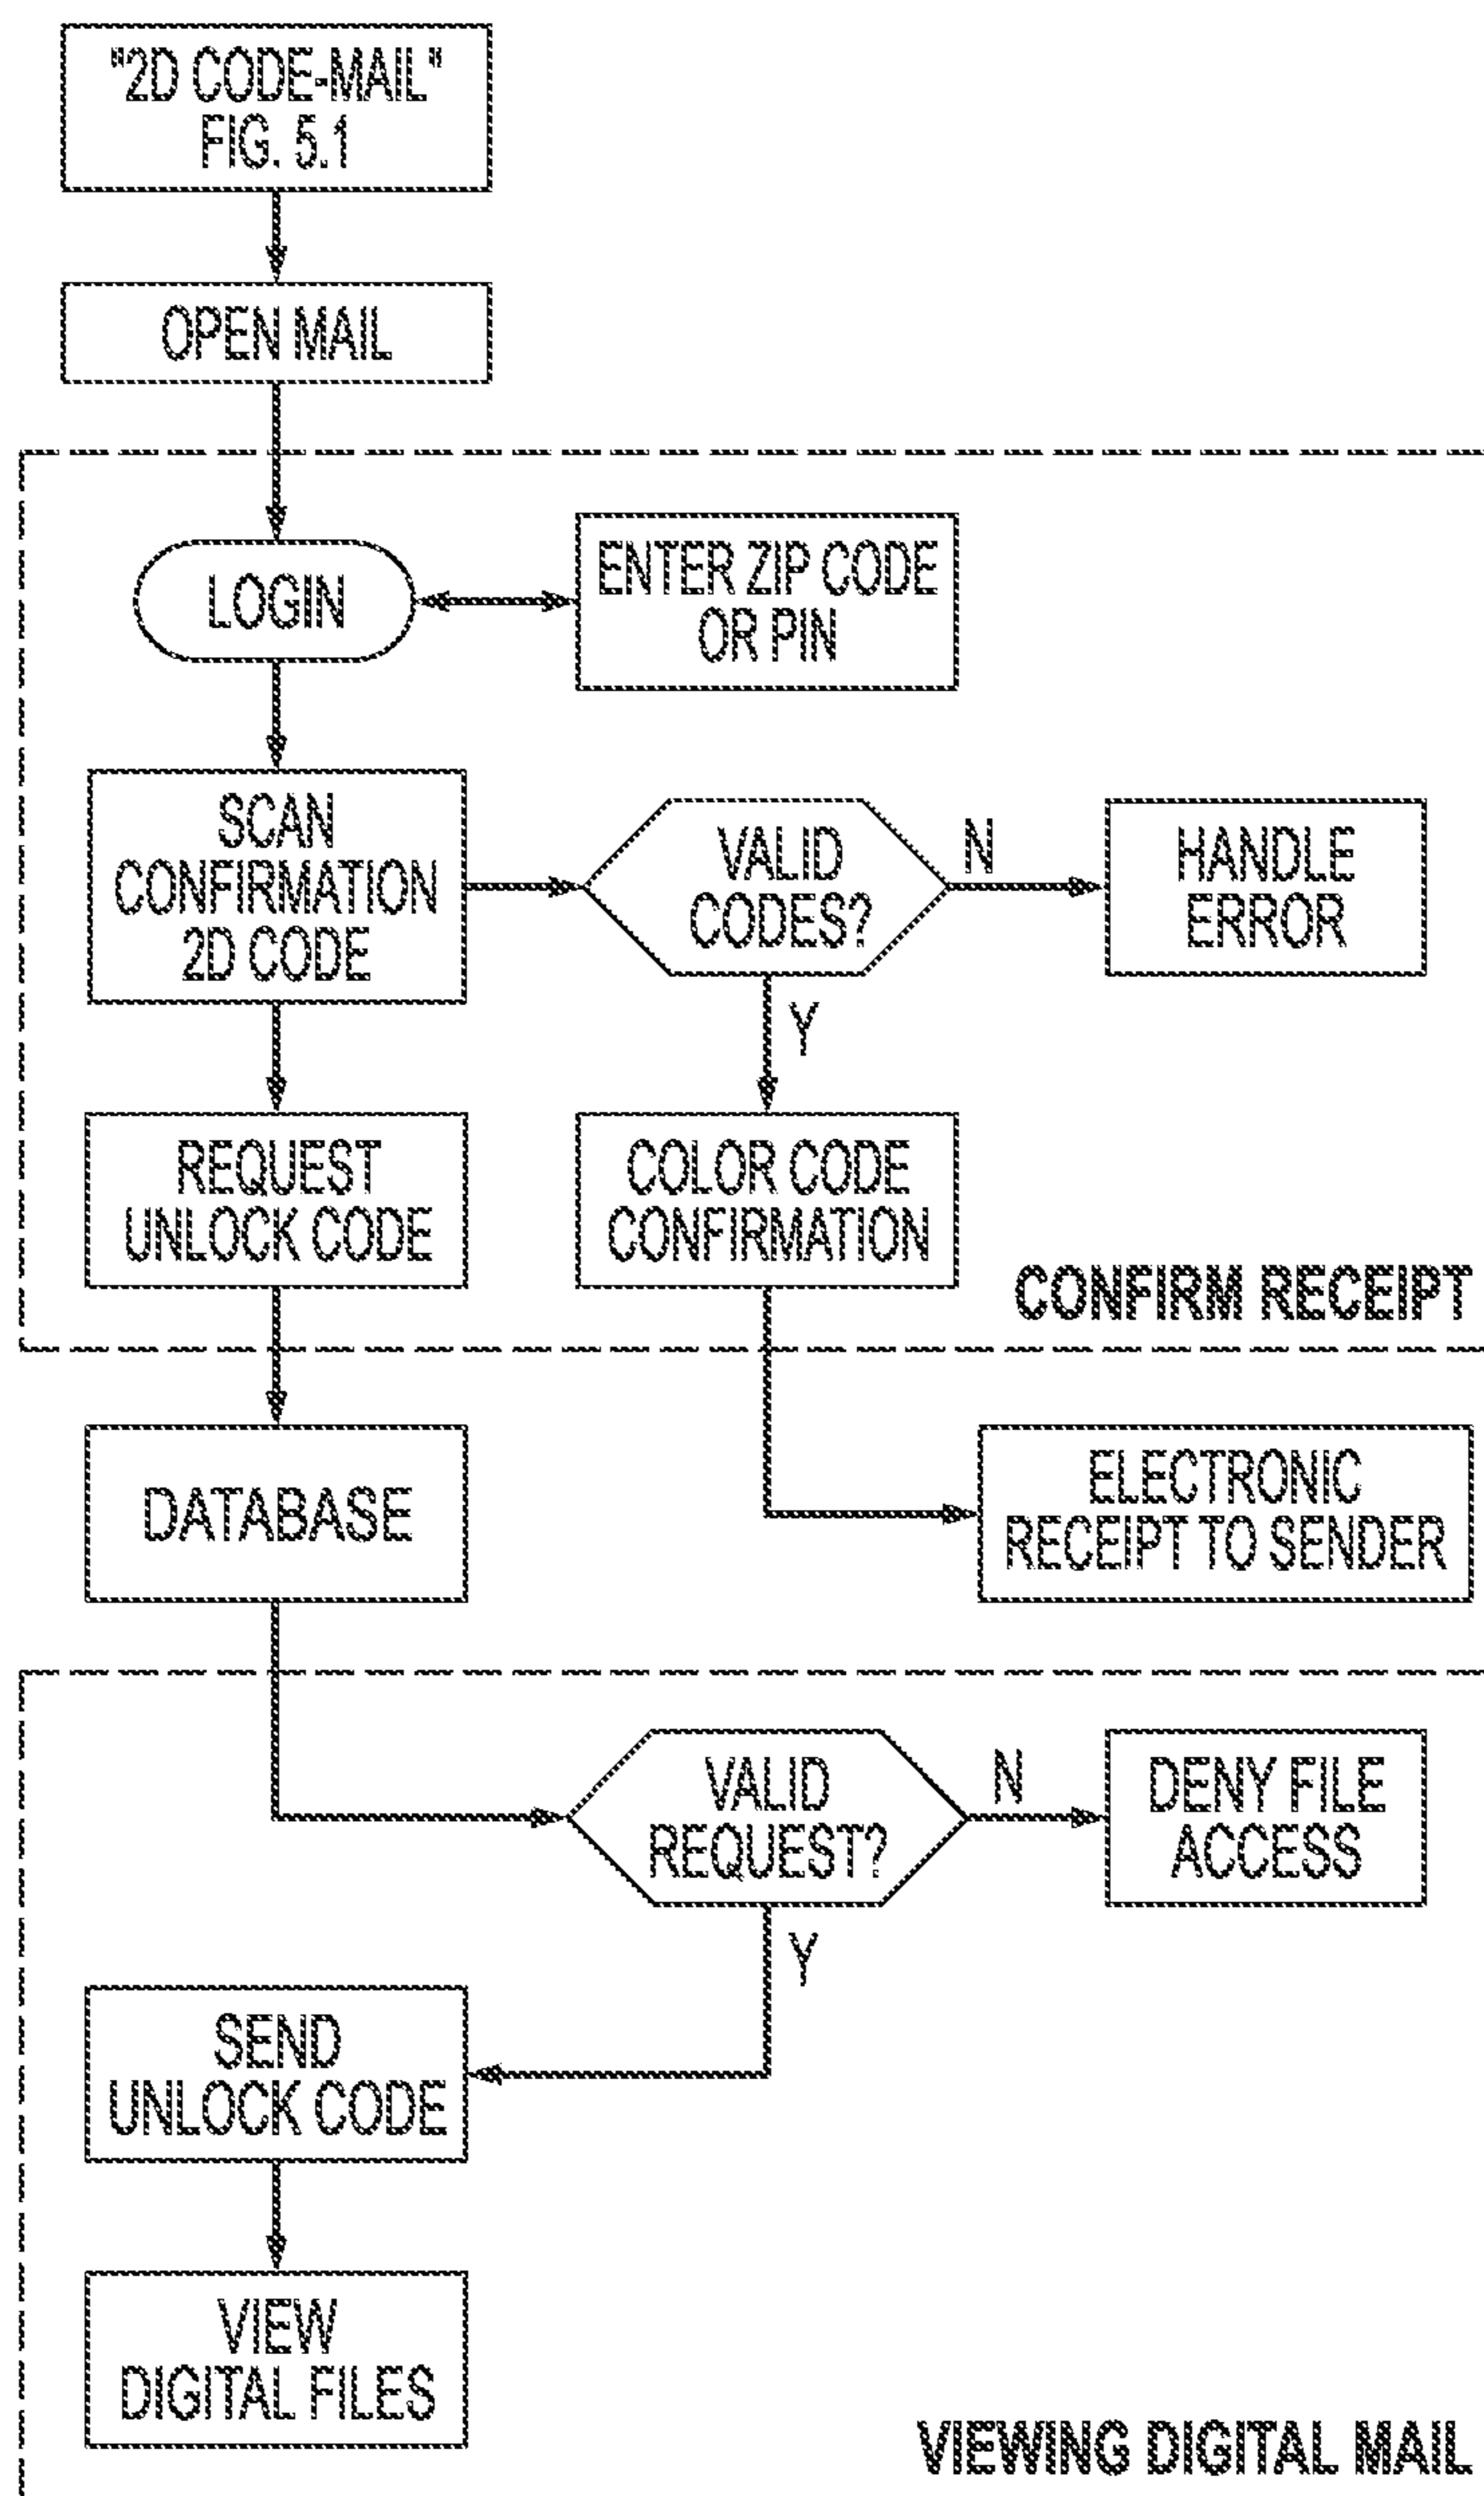 "2D CODE-MAIL"
FIG. 5.1
OPEN MAIL
LOGIN
ENTER ZIP CODE
OR PIN
SCAN
CONFIRMATION
2D CODE
VALID
CODES?
N
HANDLE
ERROR
Y
REQUEST
UNLOCK CODE
COLOR CODE
CONFIRMATION
CONFIRM RECEIPT
DATABASE
ELECTRONIC
RECEIPT TO SENDER
VALID
REQUEST?
N
DENY FILE
ACCESS
Y
SEND
UNLOCK CODE
VIEW
DIGITAL FILES
VIEWING DIGITAL MAIL